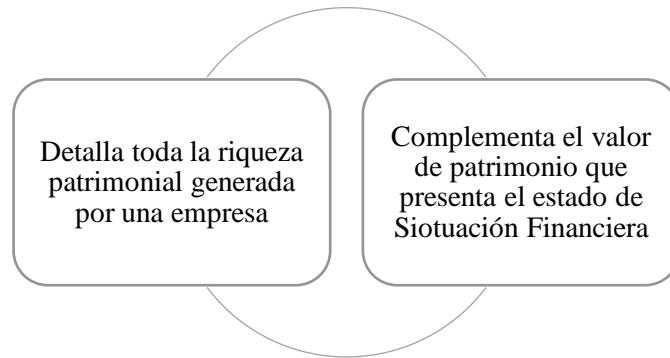 Detalla toda la riqueza
patrimonial generada
por una empresa
Complementa el valor
de patrimonio que
presenta el estado de
Siotuación Financiera